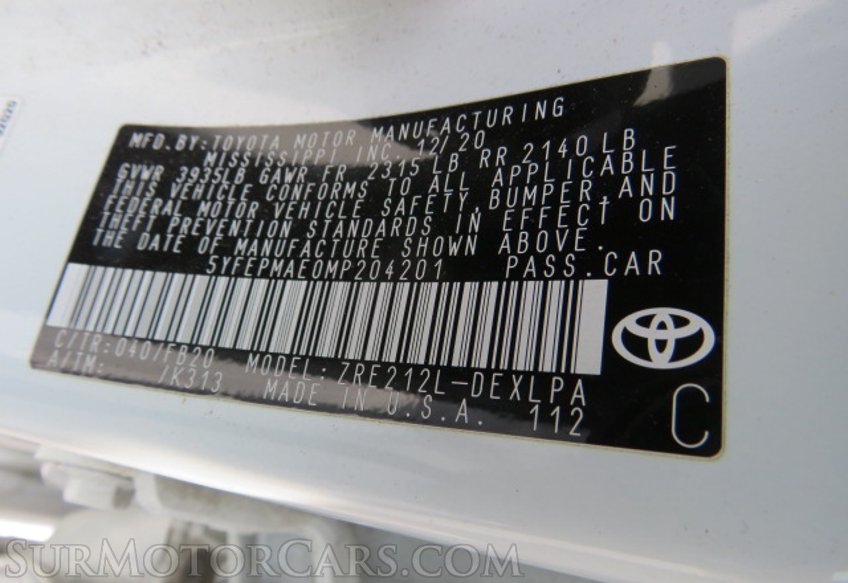 MFD.BY:TOYOTA MOTOR MANUFACTURING
MISSISSIPPI INC. 12/20
GVWR 3935LB GAWR FR 2315 LB RR 2140 LB
THIS VEHICLE CONFORMS TO ALL APPLICABLE
FEDERAL MOTOR VEHICLE SAFETY, BUMPER, AND
THEFT PREVENTION STANDARDS IN EFFECT ON
THE DATE OF MANUFACTURE SHOWN ABOVE.
5YFEPMAE0MP204201 PASS.CAR
C/TR: 040/FB20 MODEL: ZRE212L-DEXLPA
A/TM: /K313 MADE IN U.S.A. 112
C
SURMOTORCARS.COM